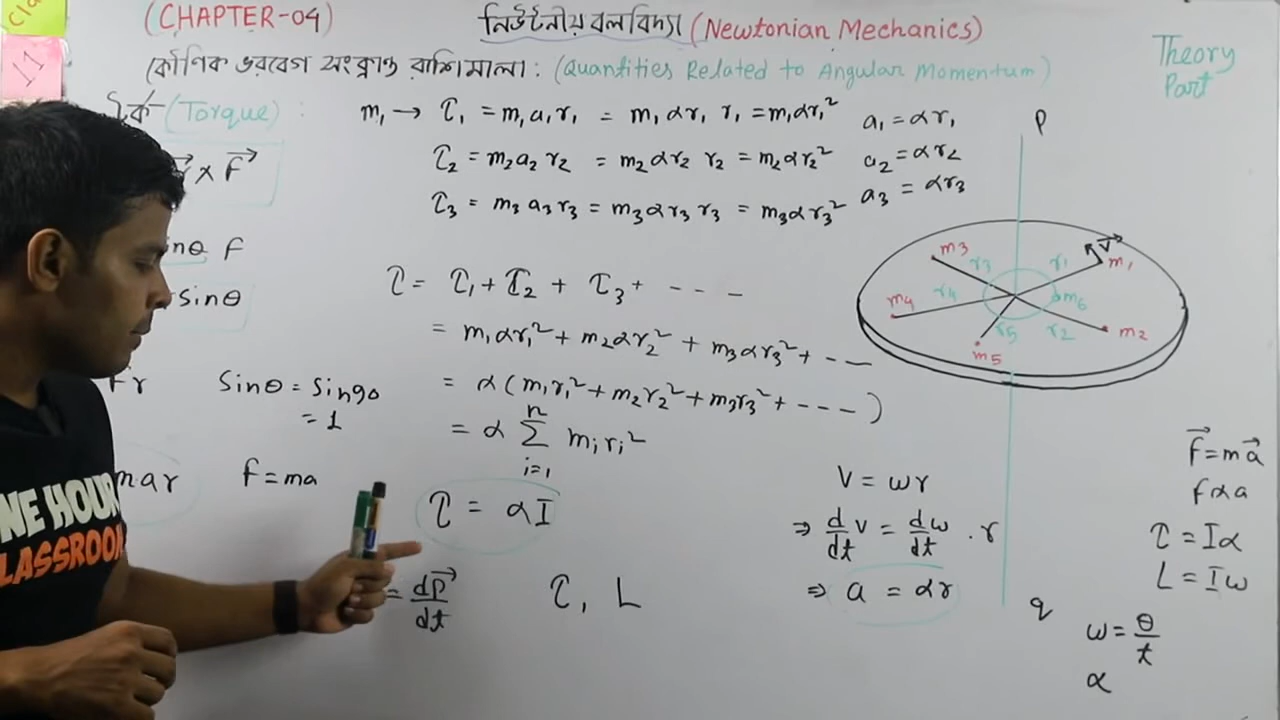 (CHAPTER-04)
নিউটনীয় বলবিদ্যা (Newtonian Mechanics)
Theory Part
11
কৌণিক ভরবেগ সংক্রান্ত রাশিমালা: (Quantities Related to Angular Momentum)
টর্ক (Torque) :
× F⃗
inθ F
sinθ
Fr
sinθ = sin90
= 1
mar
F = ma
m₁ → τ₁ = m₁a₁r₁ = m₁αr₁ r₁ = m₁αr₁²
a₁ = αr₁
τ₂ = m₂a₂r₂ = m₂αr₂ r₂ = m₂αr₂²
a₂ = αr₂
τ₃ = m₃a₃r₃ = m₃αr₃ r₃ = m₃αr₃²
a₃ = αr₃
τ = τ₁ + τ₂ + τ₃ + - - -
= m₁αr₁² + m₂αr₂² + m₃αr₃² + - - -
= α(m₁r₁² + m₂r₂² + m₃r₃² + - - - -)
= α ∑ᵢ₌₁ⁿ mᵢrᵢ²
τ = αI
= dp⃗/dt
τ, L
P
v⃗
m₃ r₃ r₁ m₁
m₄ r₄ m₆
r₅ r₂ m₂
m₅
q
v = ωr
⇒ d/dt v = dω/dt . r
⇒ a = αr
F⃗ = ma⃗
F∝a
τ = Iα
L = Iω
ω = θ/t
α
ONE HOUR
CLASSROOM